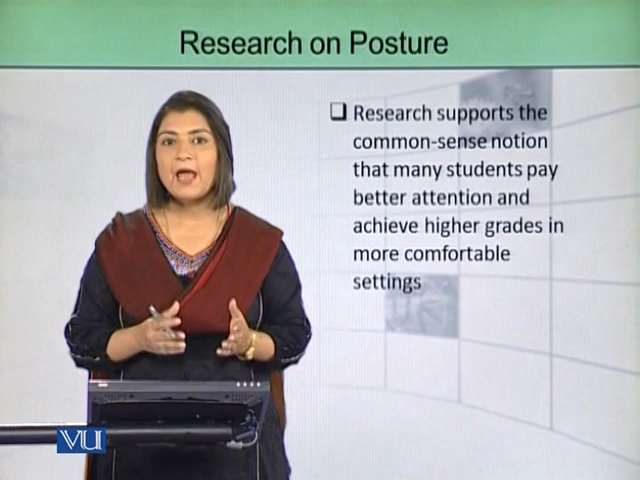 Research on Posture
❑ Research supports the
common-sense notion
that many students pay
better attention and
achieve higher grades in
more comfortable
settings
VU